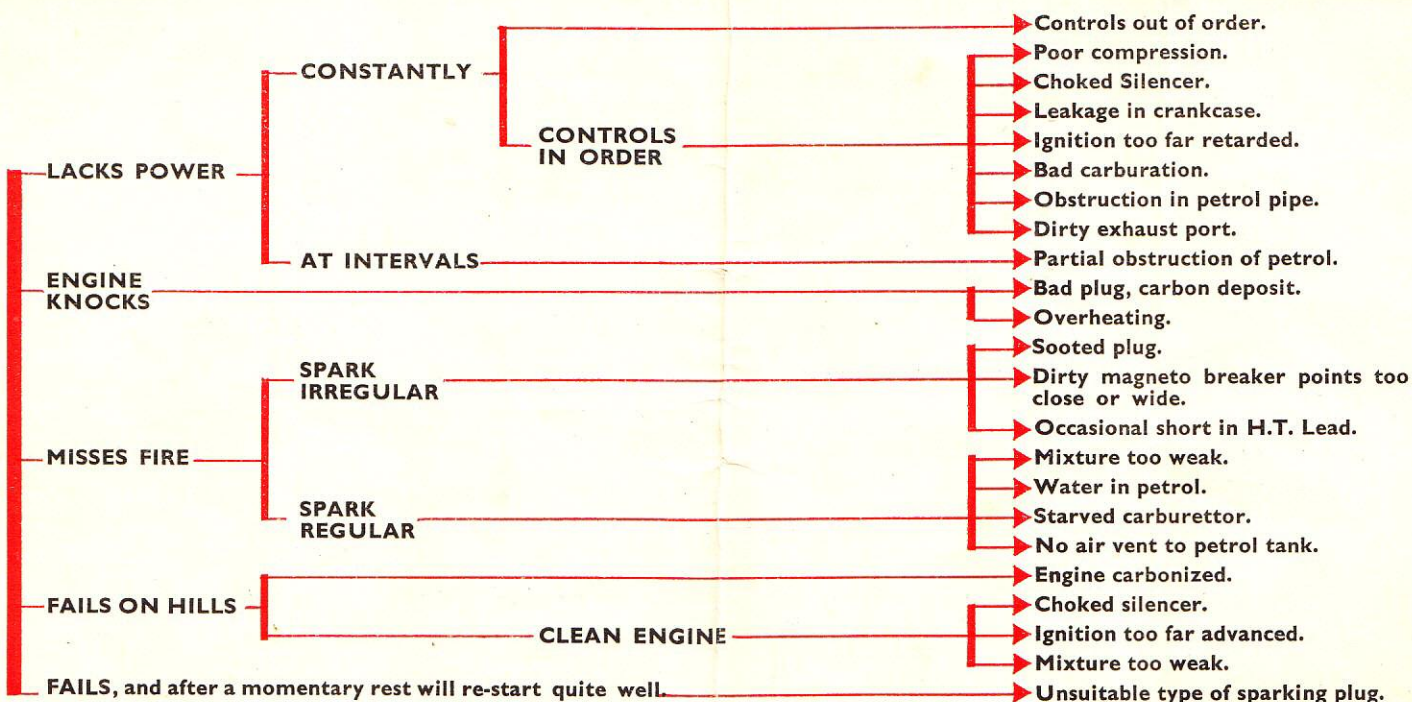 Controls out of order.
Poor compression.
CONSTANTLY
Choked Silencer.
Leakage in crankcase.
CONTROLS
IN ORDER
Ignition too far retarded.
LACKS POWER
Bad carburation.
Obstruction in petrol pipe.
Dirty exhaust port.
AT INTERVALS
Partial obstruction of petrol.
ENGINE
KNOCKS
Bad plug, carbon deposit.
Overheating.
SPARK
IRREGULAR
Sooted plug.
Dirty magneto breaker points too
close or wide.
Occasional short in H.T. Lead.
MISSES FIRE
Mixture too weak.
Water in petrol.
SPARK
REGULAR
Starved carburettor.
No air vent to petrol tank.
Engine carbonized.
FAILS ON HILLS
Choked silencer.
CLEAN ENGINE
Ignition too far advanced.
Mixture too weak.
FAILS, and after a momentary rest will re-start quite well.
Unsuitable type of sparking plug.